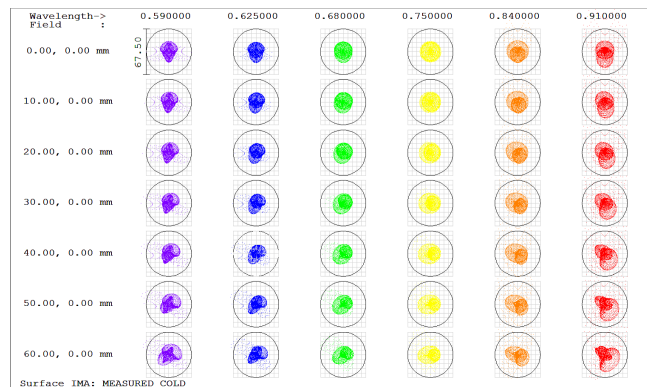 Wavelength-> 0.590000 0.625000 0.680000 0.750000 0.840000 0.910000
Field :
0.00, 0.00 mm
67.50
10.00, 0.00 mm
20.00, 0.00 mm
30.00, 0.00 mm
40.00, 0.00 mm
50.00, 0.00 mm
60.00, 0.00 mm
Surface IMA: MEASURED COLD